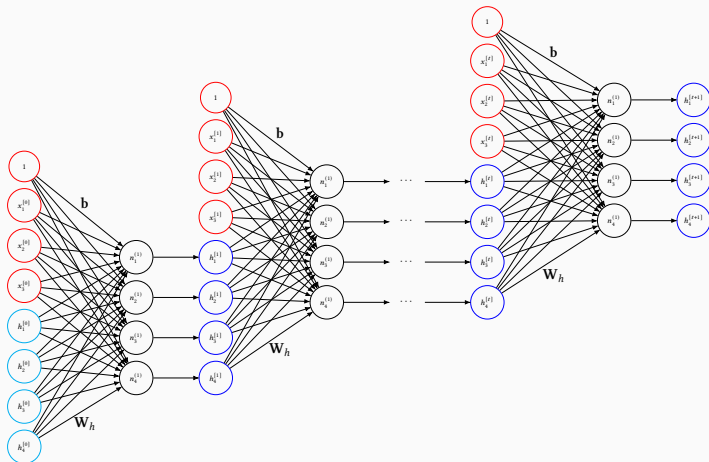 1
x₁^[0]
x₂^[0]
x₃^[0]
h₁^[0]
h₂^[0]
h₃^[0]
h₄^[0]
b
W_h
n₁^(1)
n₂^(1)
n₃^(1)
n₄^(1)
1
x₁^[1]
x₂^[1]
x₃^[1]
h₁^[1]
h₂^[1]
h₃^[1]
h₄^[1]
b
W_h
n₁^(1)
n₂^(1)
n₃^(1)
n₄^(1)
...
...
...
...
1
x₁^[t]
x₂^[t]
x₃^[t]
h₁^[t]
h₂^[t]
h₃^[t]
h₄^[t]
b
W_h
n₁^(1)
n₂^(1)
n₃^(1)
n₄^(1)
h₁^[t+1]
h₂^[t+1]
h₃^[t+1]
h₄^[t+1]